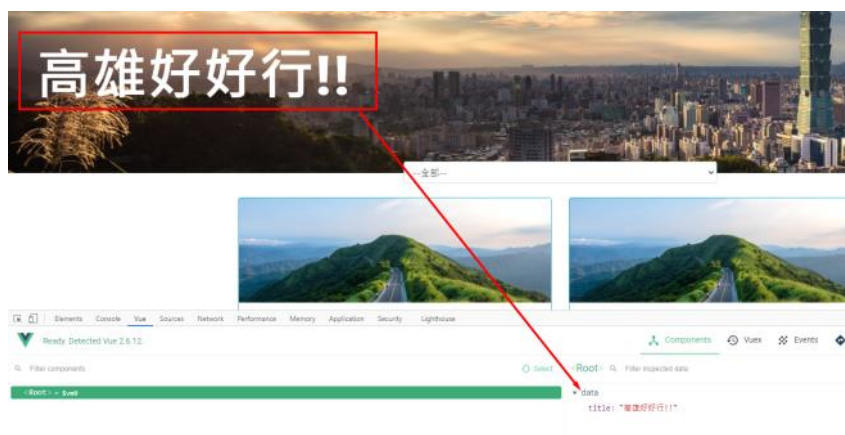 高雄好好行!!
---全部---
Elements Console Vue Sources Network Performance Memory Application Security Lighthouse
Ready. Detected Vue 2.6.12.
Components Vuex Events
Filter components Select <Root> Filter inspected data
<Root> = $vm0
data
title: "高雄好好行!!"